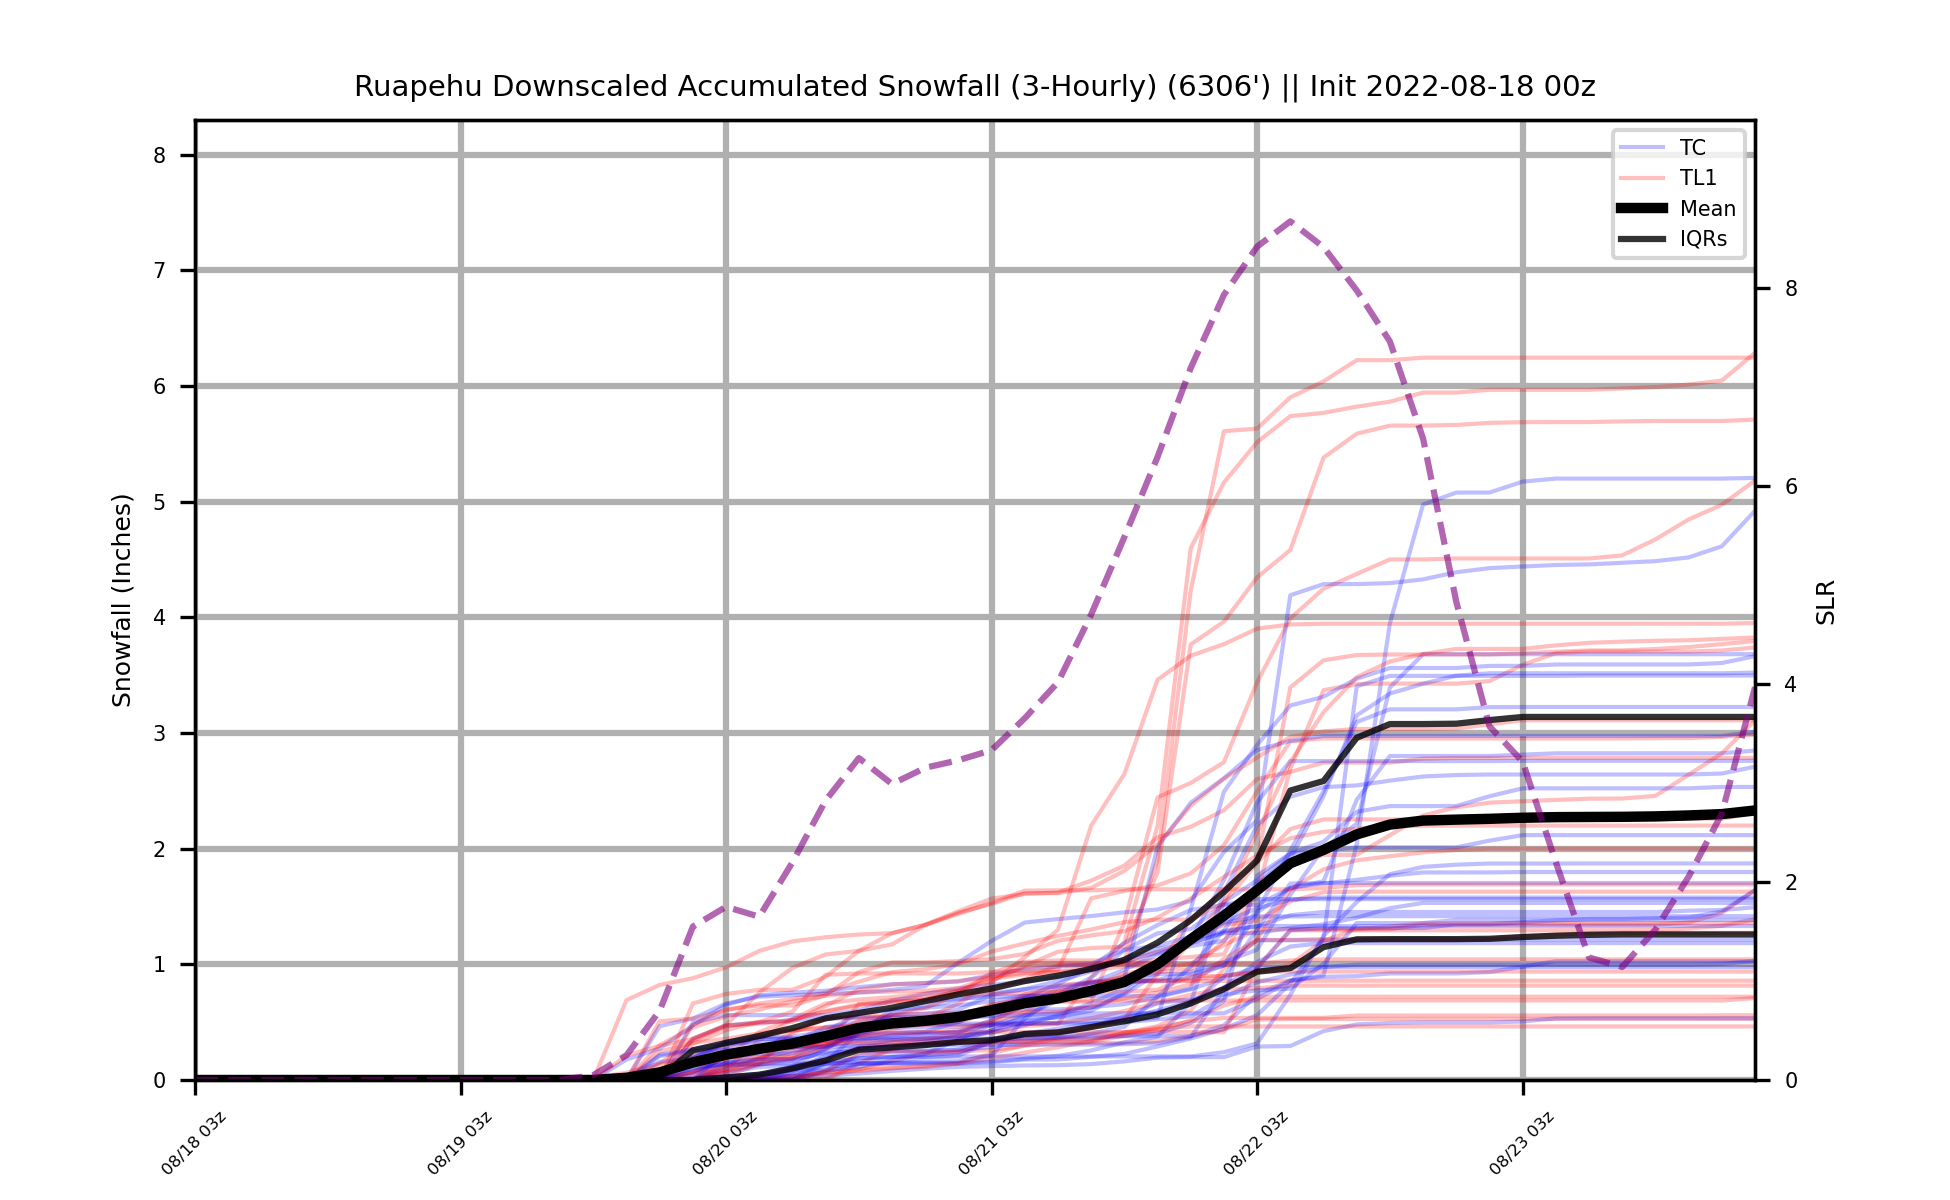 Ruapehu Downscaled Accumulated Snowfall (3-Hourly) (6306') || Init 2022-08-18 00z
TC
TL1
Mean
IQRs
Snowfall (Inches)
8
7
6
5
4
3
2
1
0
SLR
8
6
4
2
0
08/18 03z
08/19 03z
08/20 03z
08/21 03z
08/22 03z
08/23 03z